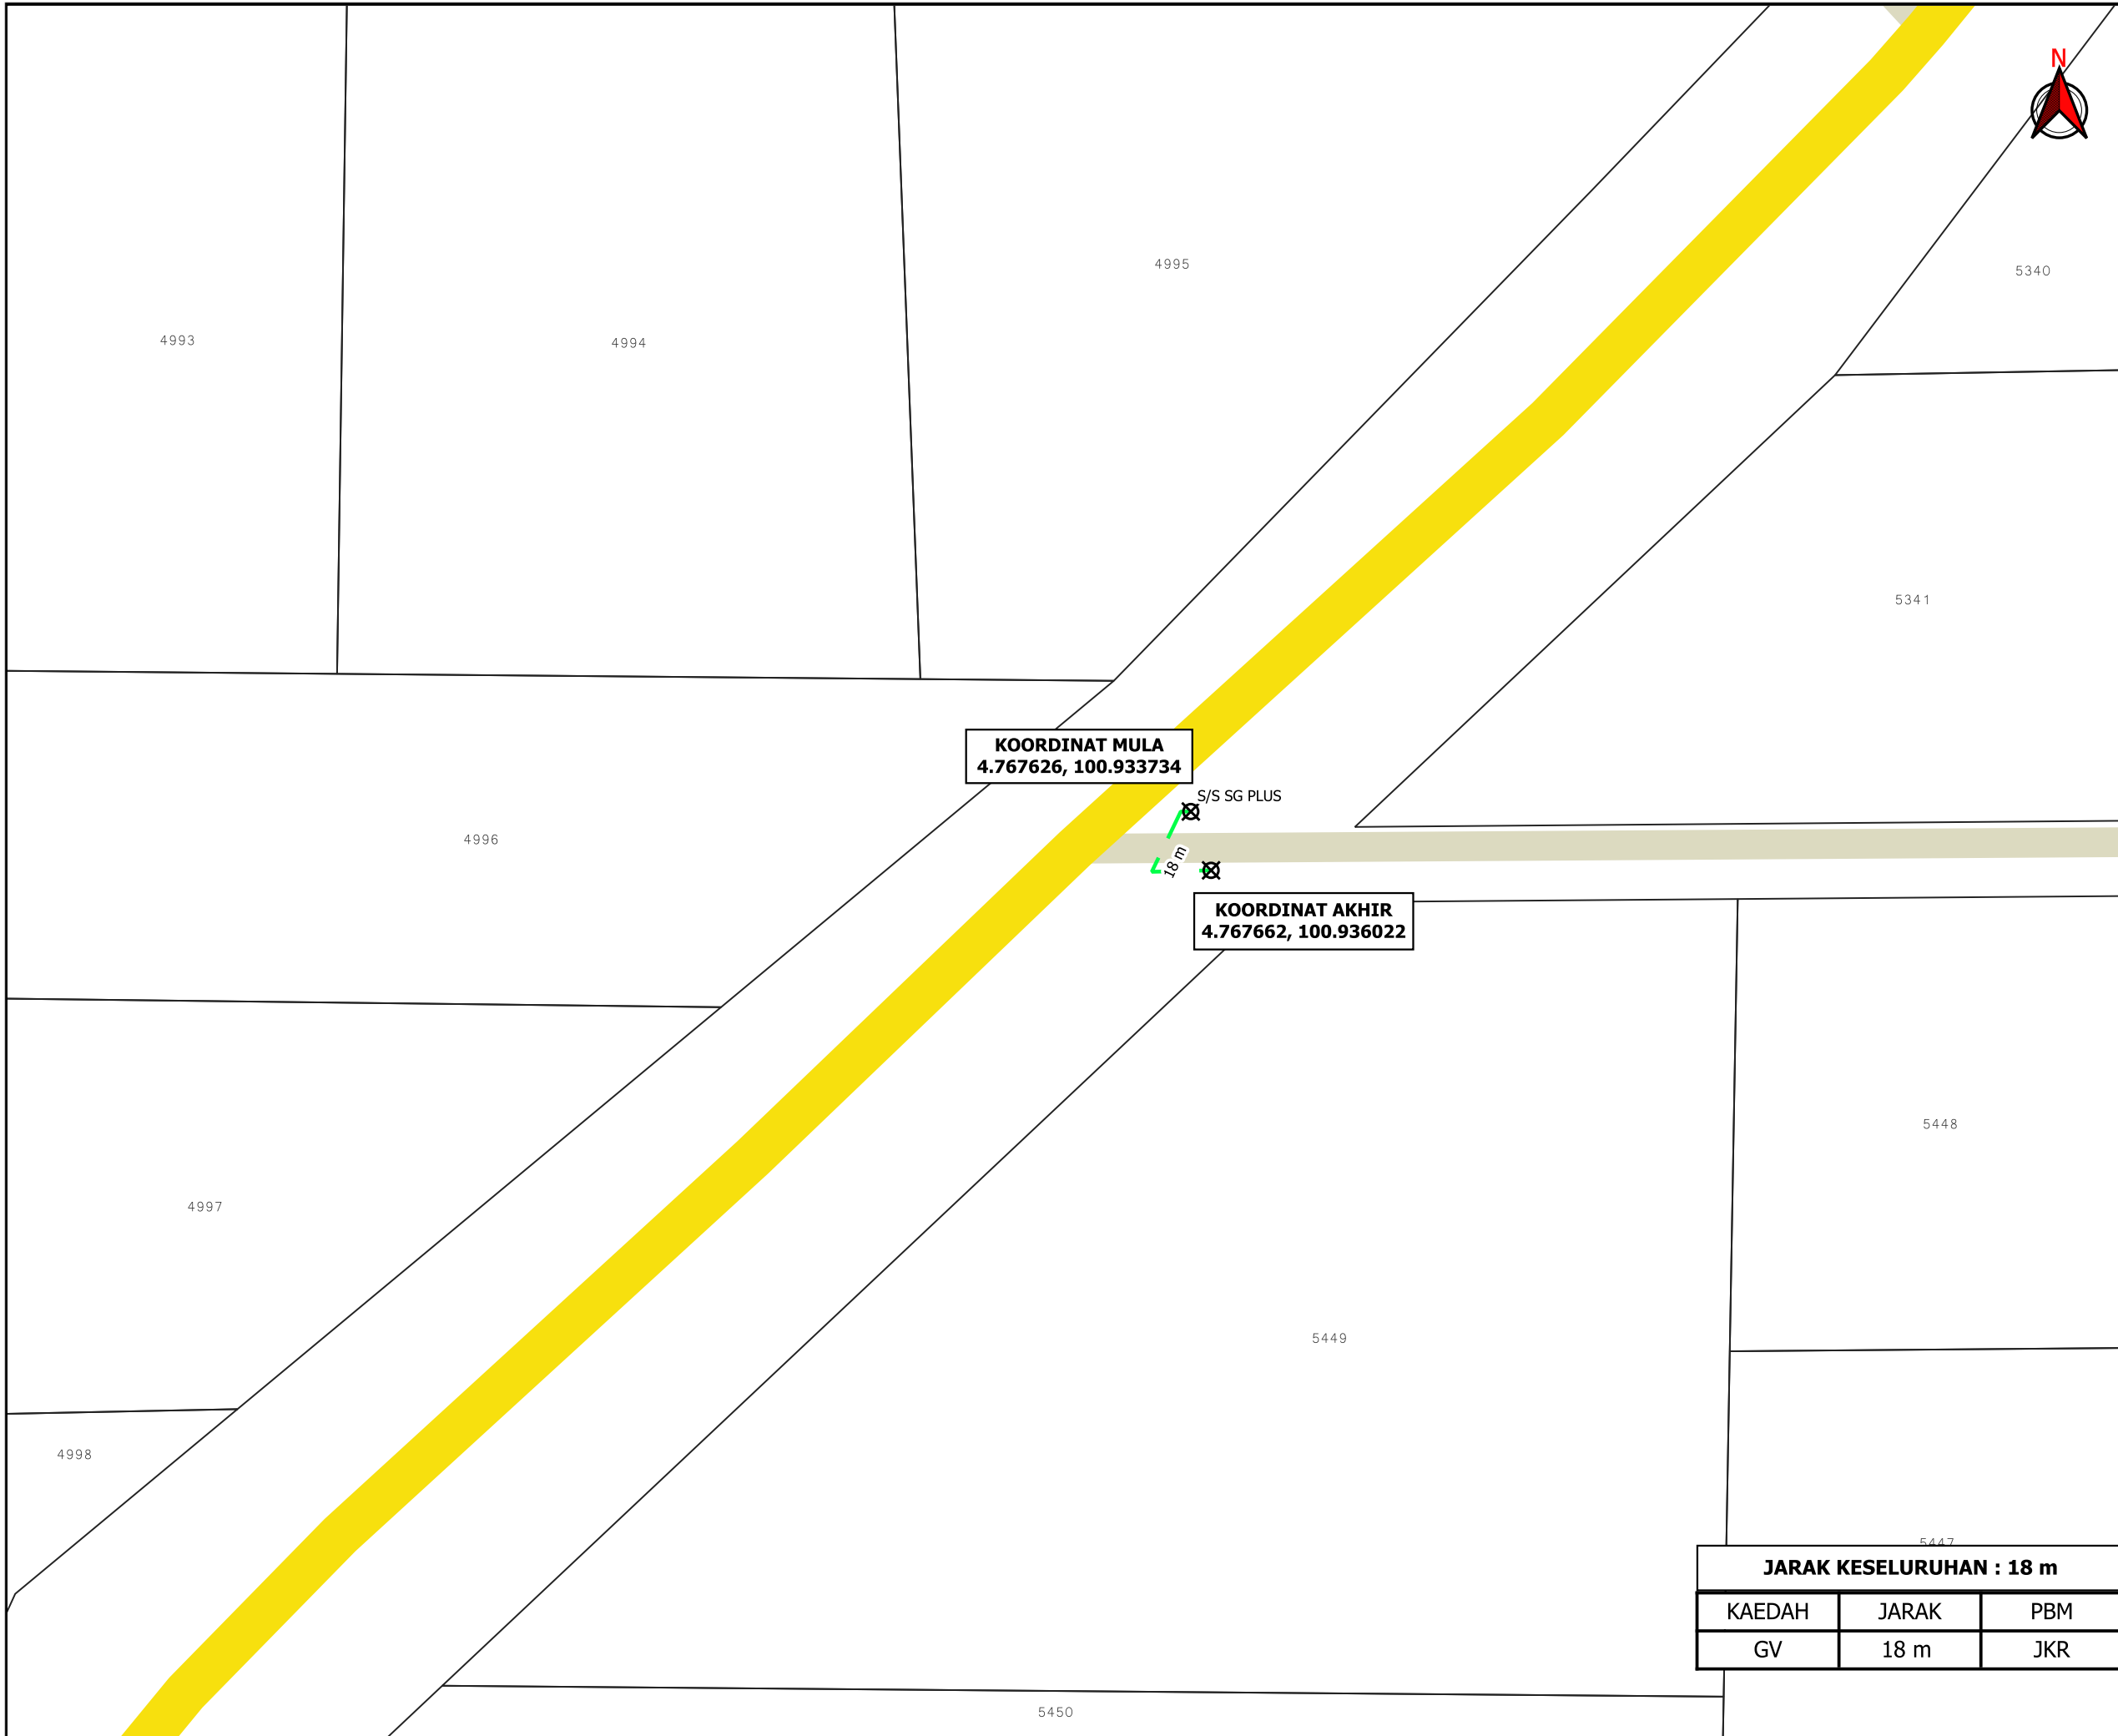 N
4995
5340
4993
4994
5341
KOORDINAT MULA
4.767626, 100.933734
S/S SG PLUS
4996
18 m
KOORDINAT AKHIR
4.767662, 100.936022
5448
4997
5449
4998
5447
JARAK KESELURUHAN : 18 m
KAEDAH JARAK PBM
GV 18 m JKR
5450